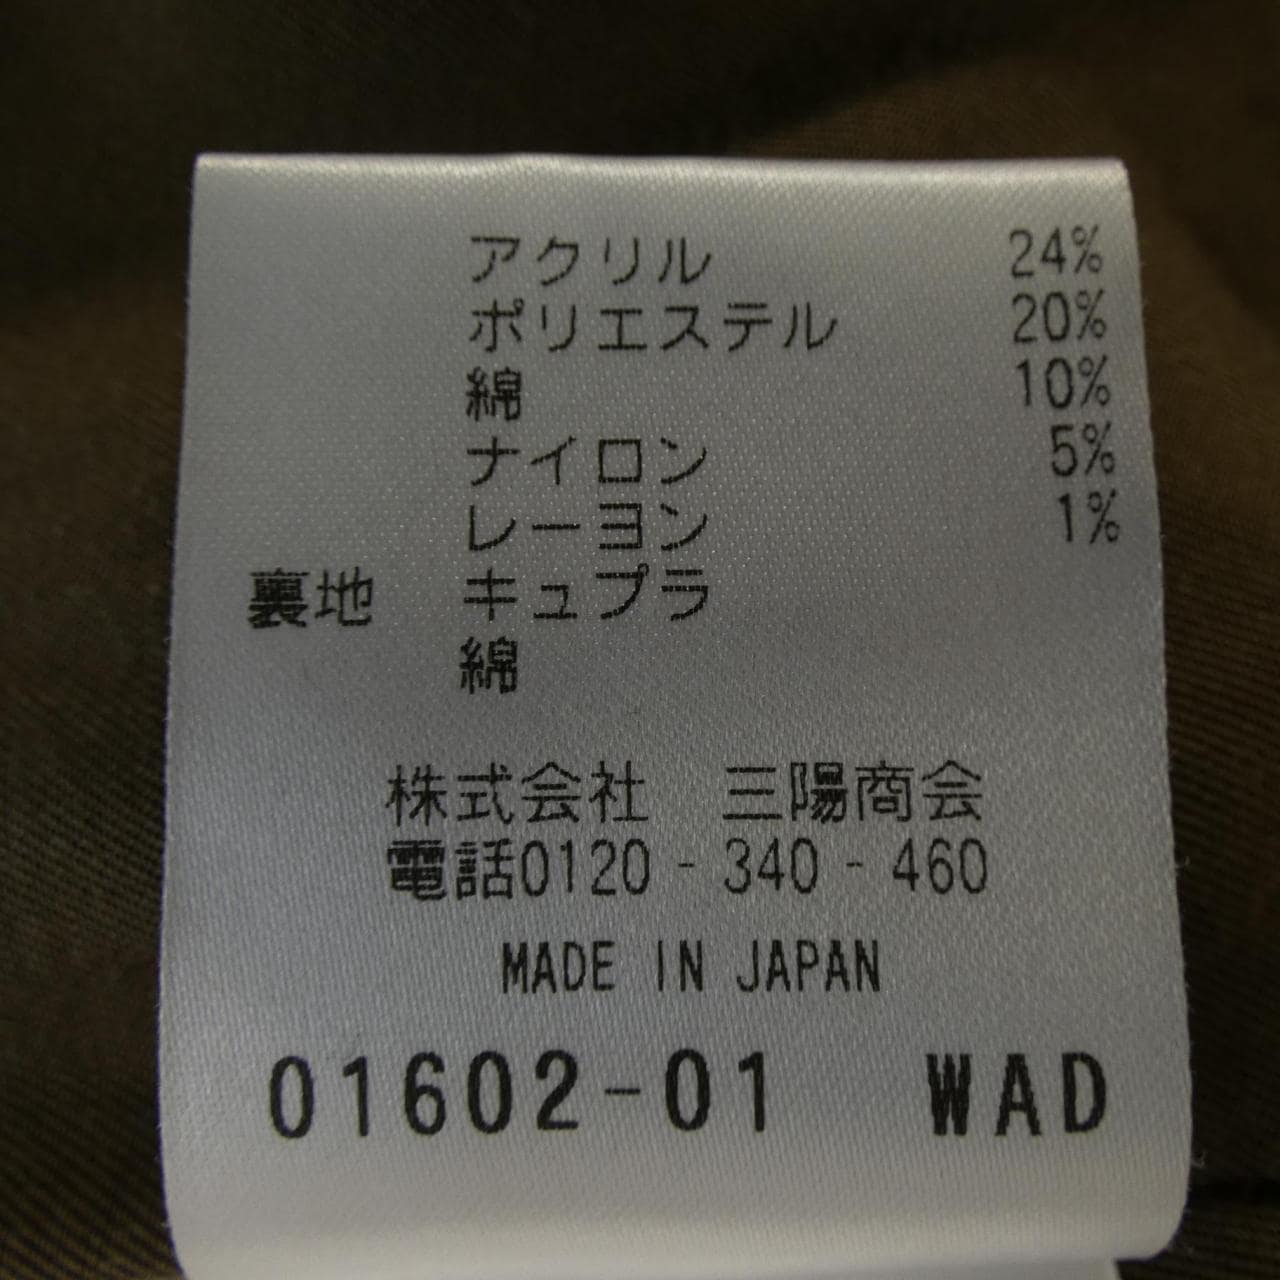 アクリル 24%
ポリエステル 20%
綿 10%
ナイロン 5%
レーヨン 1%
裏地 キュプラ
綿
株式会社 三陽商会
電話0120-340-460
MADE IN JAPAN
01602-01 WAD